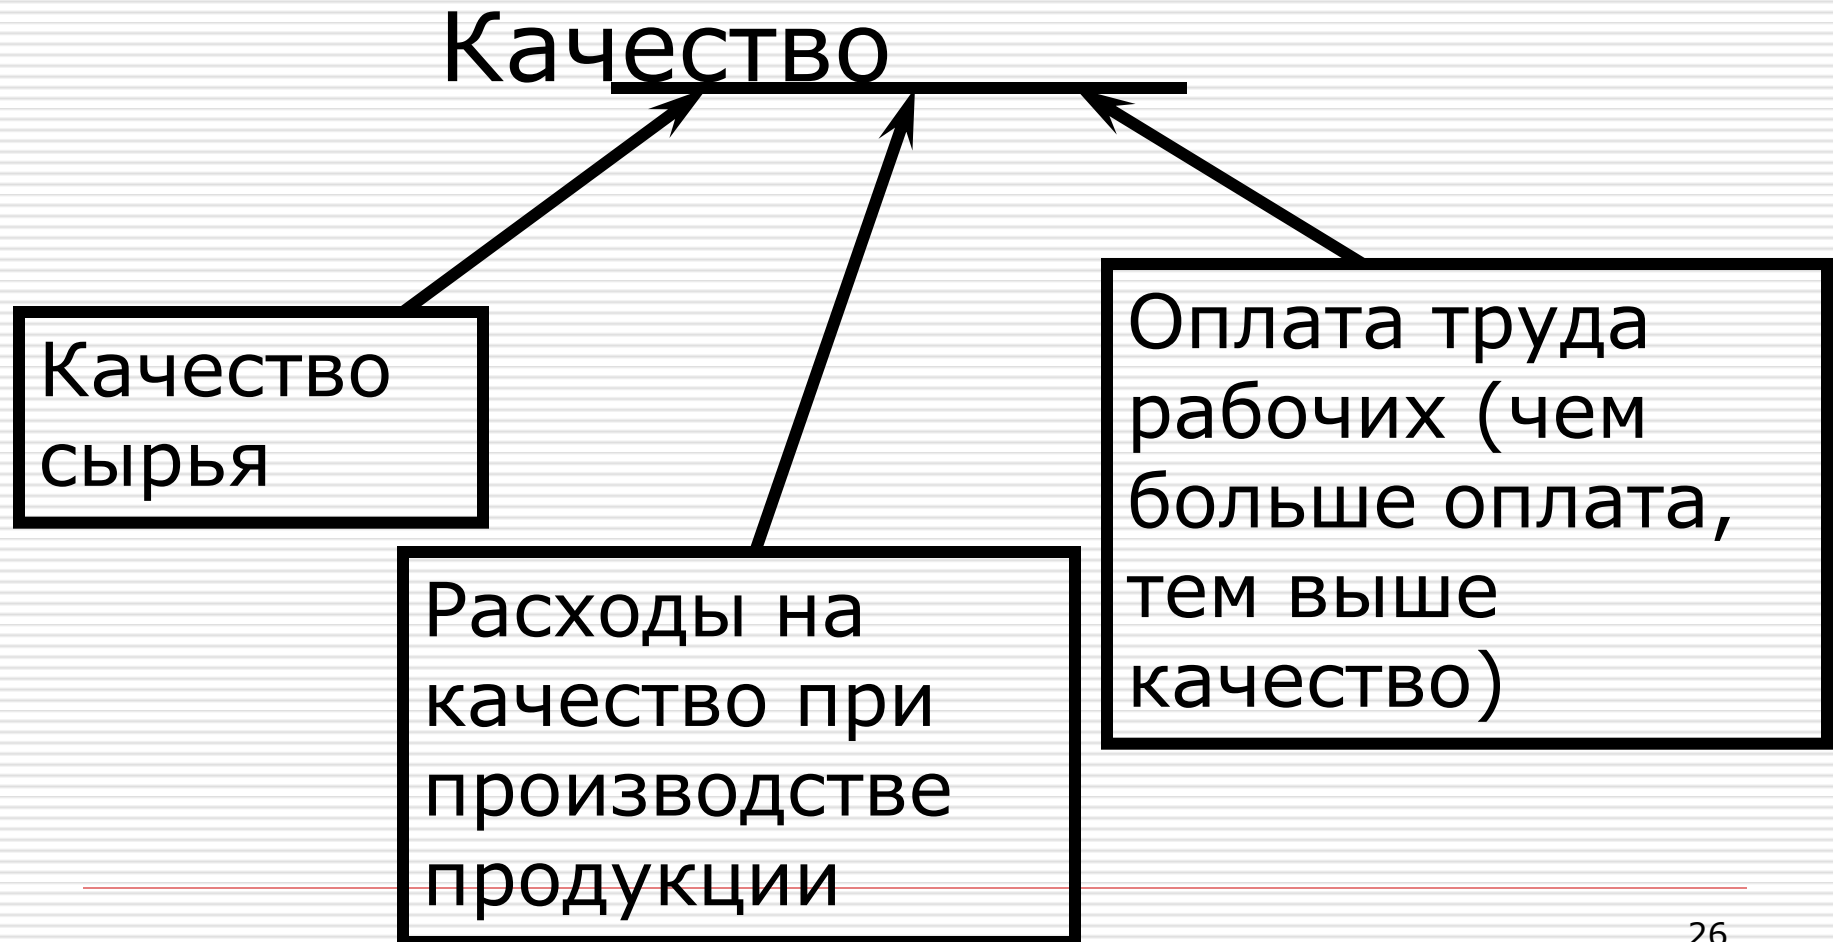 Качество
Качество
сырья
Расходы на
качество при
производстве
продукции
Оплата труда
рабочих (чем
больше оплата,
тем выше
качество)
26